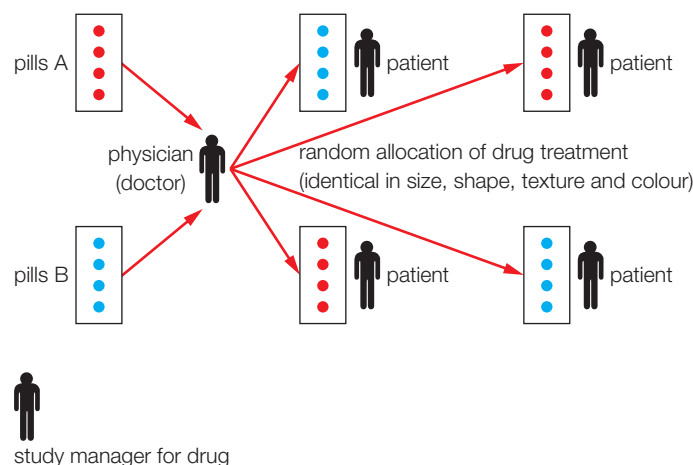 pills A
patient
patient
physician
(doctor)
random allocation of drug treatment
(identical in size, shape, texture and colour)
pills B
patient
patient
study manager for drug